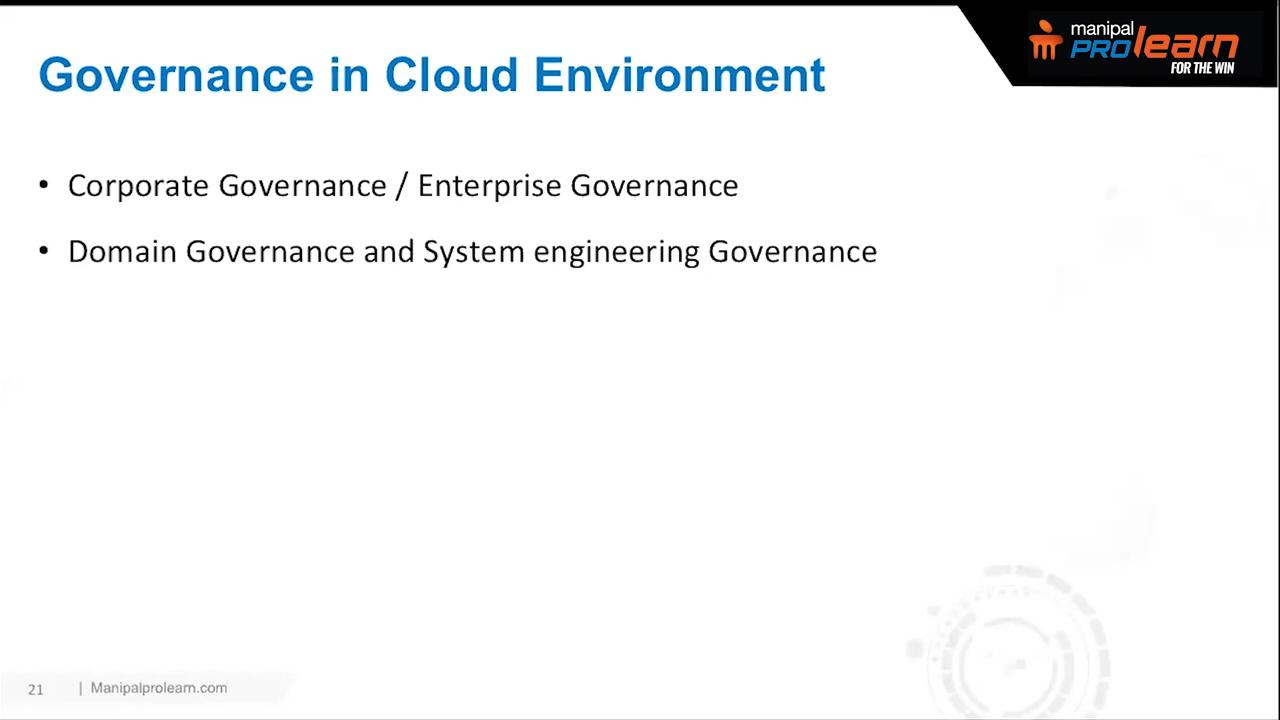 manipal
PROlearn
FOR THE WIN
Governance in Cloud Environment
• Corporate Governance / Enterprise Governance
• Domain Governance and System engineering Governance
21 | Manipalprolearn.com